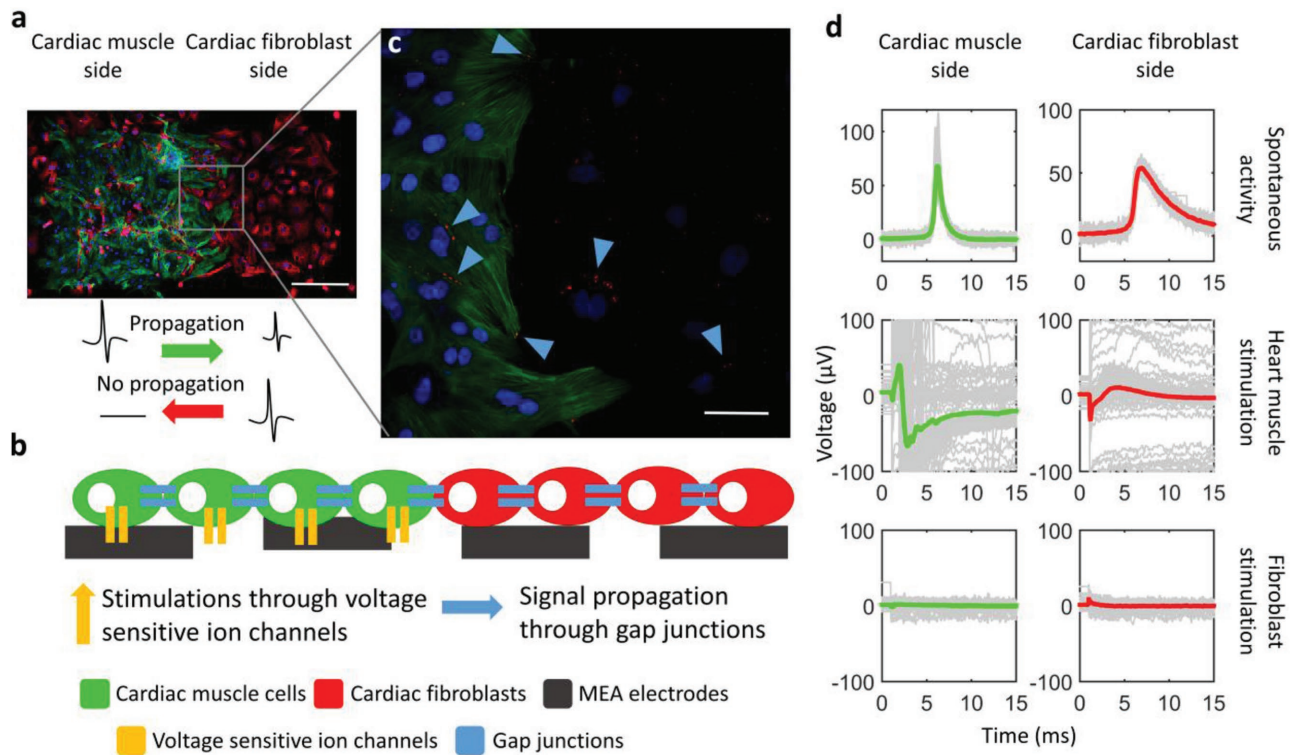 a
Cardiac muscle side
Cardiac fibroblast side
Propagation
No propagation
c
b
Stimulations through voltage
sensitive ion channels
Signal propagation
through gap junctions
Cardiac muscle cells
Cardiac fibroblasts
MEA electrodes
Voltage sensitive ion channels
Gap junctions
d
Cardiac muscle
side
Cardiac fibroblast
side
100
50
0
0 5 10 15
100
50
0
0 5 10 15
Spontaneous
activity
Voltage (µV)
100
0
-100
0 5 10 15
100
0
-100
0 5 10 15
Heart muscle
stimulation
100
0
-100
0 5 10 15
100
0
-100
0 5 10 15
Fibroblast
stimulation
Time (ms)